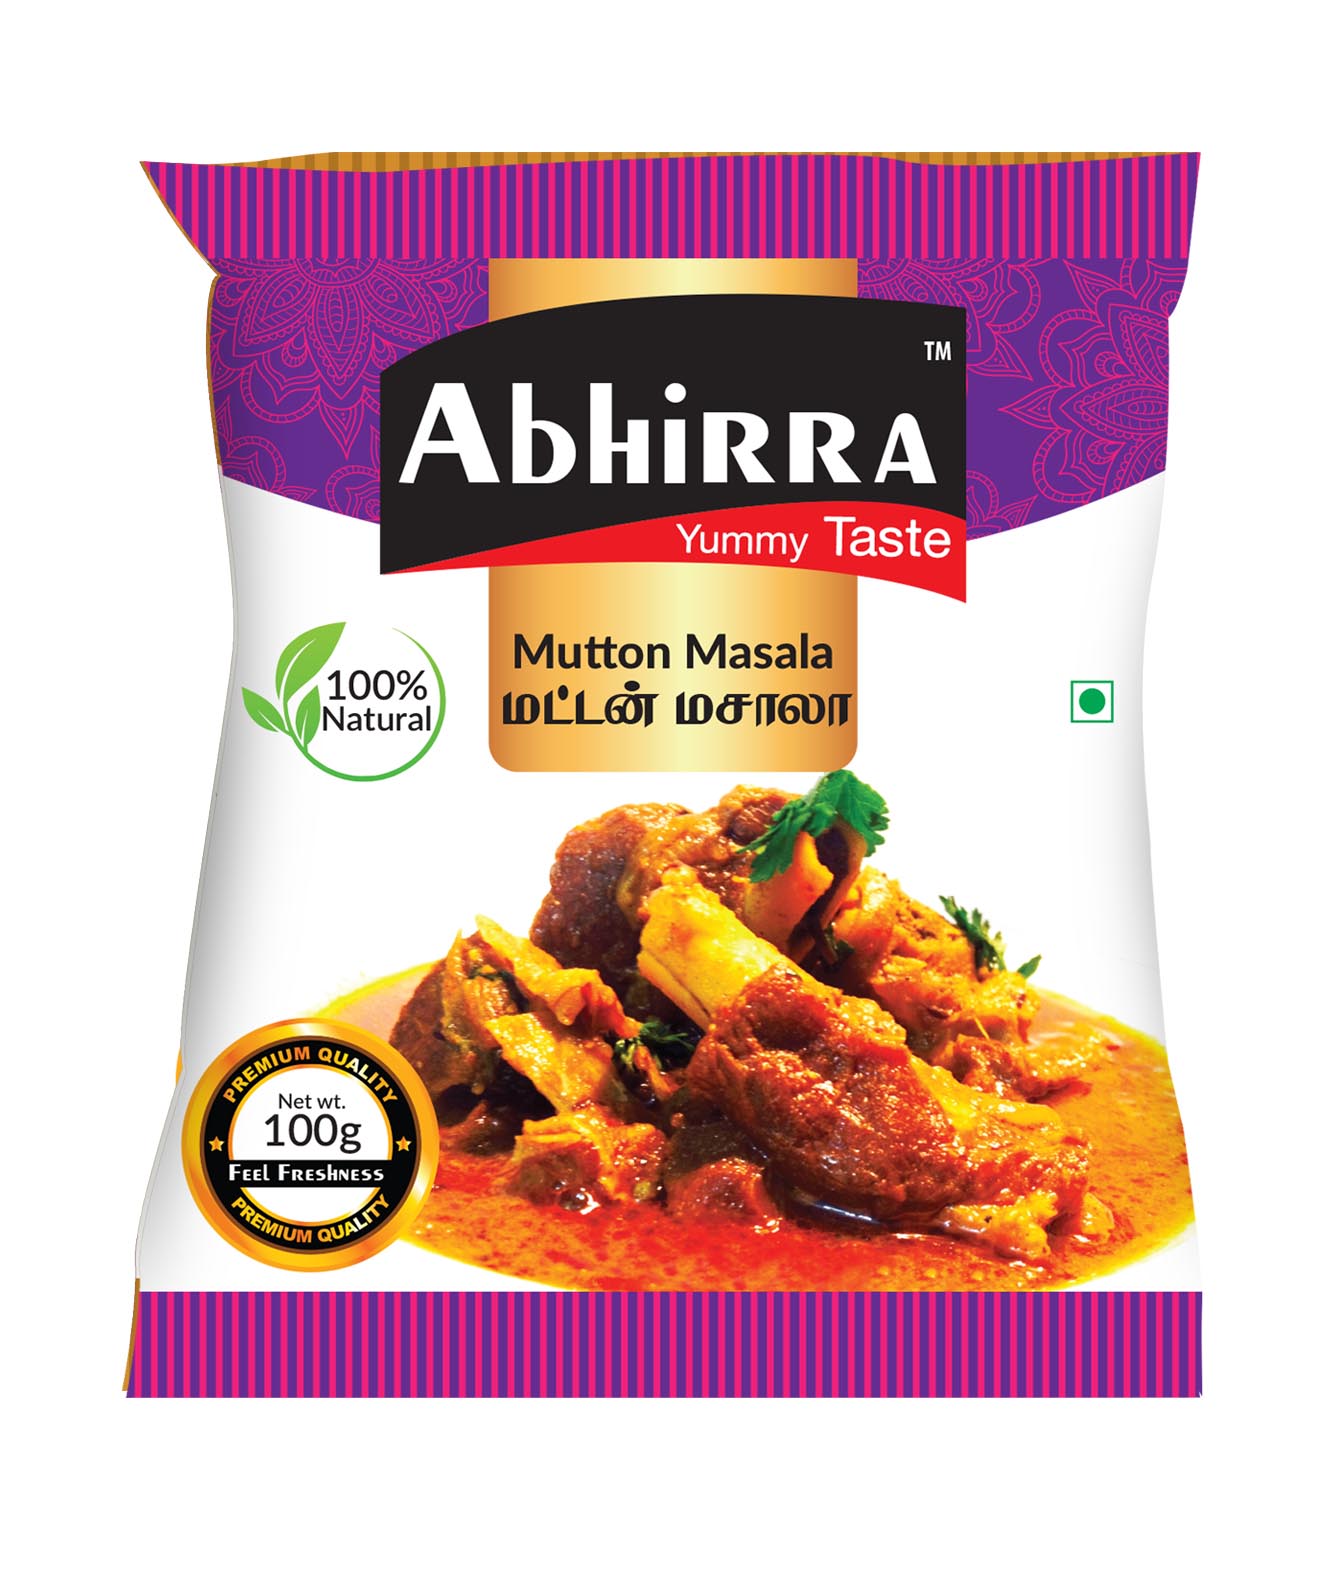 TM
Abhirra
Yummy Taste
Mutton Masala
மட்டன் மசாலா
100%
Natural
PREMIUM QUALITY
Net wt.
100g
Feel Freshness
PREMIUM QUALITY